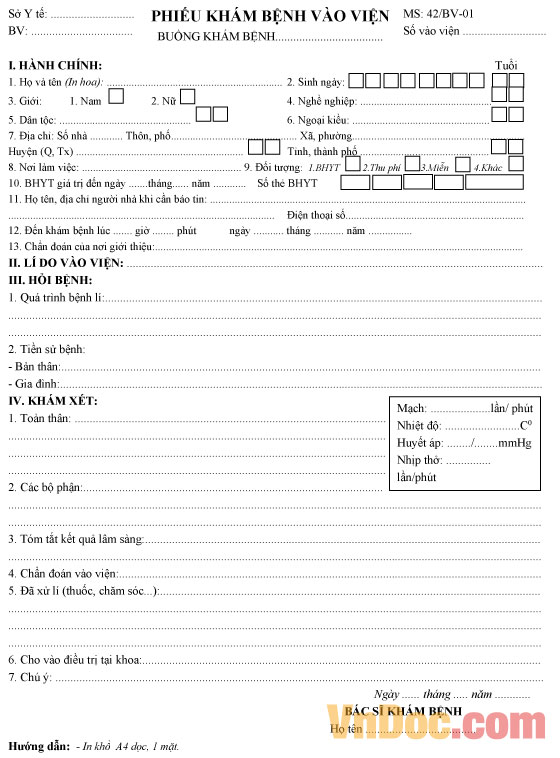 Sở Y tế: ........................ PHIẾU KHÁM BỆNH VÀO VIỆN MS: 42/BV-01
BV: ............................. BUỒNG KHÁM BỆNH............................... Số vào viện ........................
I. HÀNH CHÍNH: Tuổi
1. Họ và tên (In hoa): ................................................ 2. Sinh ngày:
3. Giới: 1. Nam 2. Nữ 4. Nghề nghiệp: ........................................
5. Dân tộc: ................................................ 6. Ngoại kiều: ........................................
7. Địa chỉ: Số nhà ........... Thôn, phố........................................ Xã, phường........................................
Huyện (Q, Tx) ................................................ Tỉnh, thành phố ........................................
8. Nơi làm việc: ........................................ 9. Đối tượng: 1.BHYT 2.Thu phí 3.Miễn 4.Khác
10. BHYT giá trị đến ngày .......tháng...... năm ........... Số thẻ BHYT
11. Họ tên, địa chỉ người nhà khi cần báo tin: ................................................................................
................................................................ Điện thoại số................................................
12. Đến khám bệnh lúc ....... giờ ........ phút ngày ........... tháng ........... năm ................
13. Chẩn đoán của nơi giới thiệu:................................................................................
II. LÍ DO VÀO VIỆN: ................................................................................
III. HỎI BỆNH:
1. Quá trình bệnh lí:................................................................................
................................................................................
................................................................................
2. Tiền sử bệnh:
- Bản thân:................................................................................
- Gia đình:................................................................................
IV. KHÁM XÉT:
1. Toàn thân: ................................................................................
................................................................................
................................................................................
................................................................................
Mạch: ....................lần/ phút
Nhiệt độ: .........................C⁰
Huyết áp: ......../........mmHg
Nhịp thở: ...............
lần/phút
2. Các bộ phận:................................................................................
................................................................................
................................................................................
3. Tóm tắt kết quả lâm sàng:................................................................................
................................................................................
4. Chẩn đoán vào viện:................................................................................
5. Đã xử lí (thuốc, chăm sóc...):................................................................................
................................................................................
................................................................................
................................................................................
6. Cho vào điều trị tại khoa:................................................................................
7. Chú ý: ................................................................................
Ngày ...... tháng ..... năm ............
BÁC SĨ KHÁM BỆNH
Họ tên ....................................
VnDoc.com
Hướng dẫn: - In khổ A4 dọc, 1 mặt.